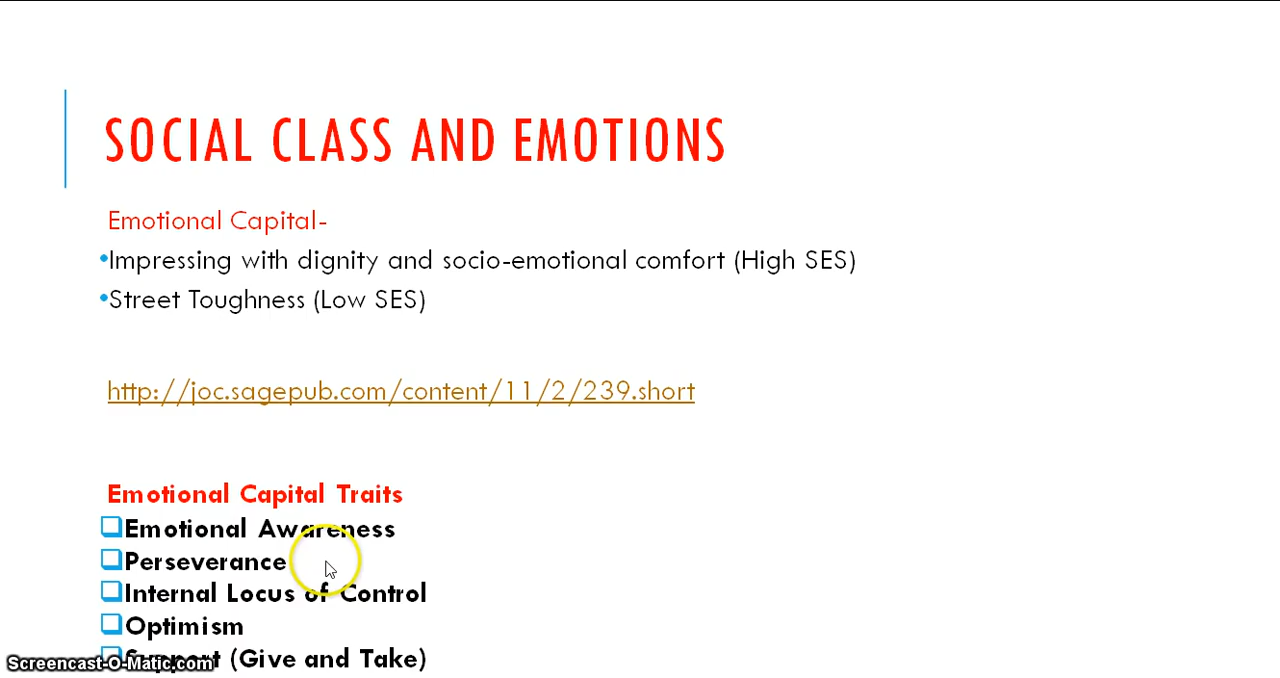 SOCIAL CLASS AND EMOTIONS
Emotional Capital-
•Impressing with dignity and socio-emotional comfort (High SES)
•Street Toughness (Low SES)
http://joc.sagepub.com/content/11/2/239.short
Emotional Capital Traits
❑Emotional Awareness
❑Perseverance
❑Internal Locus of Control
❑Optimism
❑Support (Give and Take)
Screencast-O-Matic.com